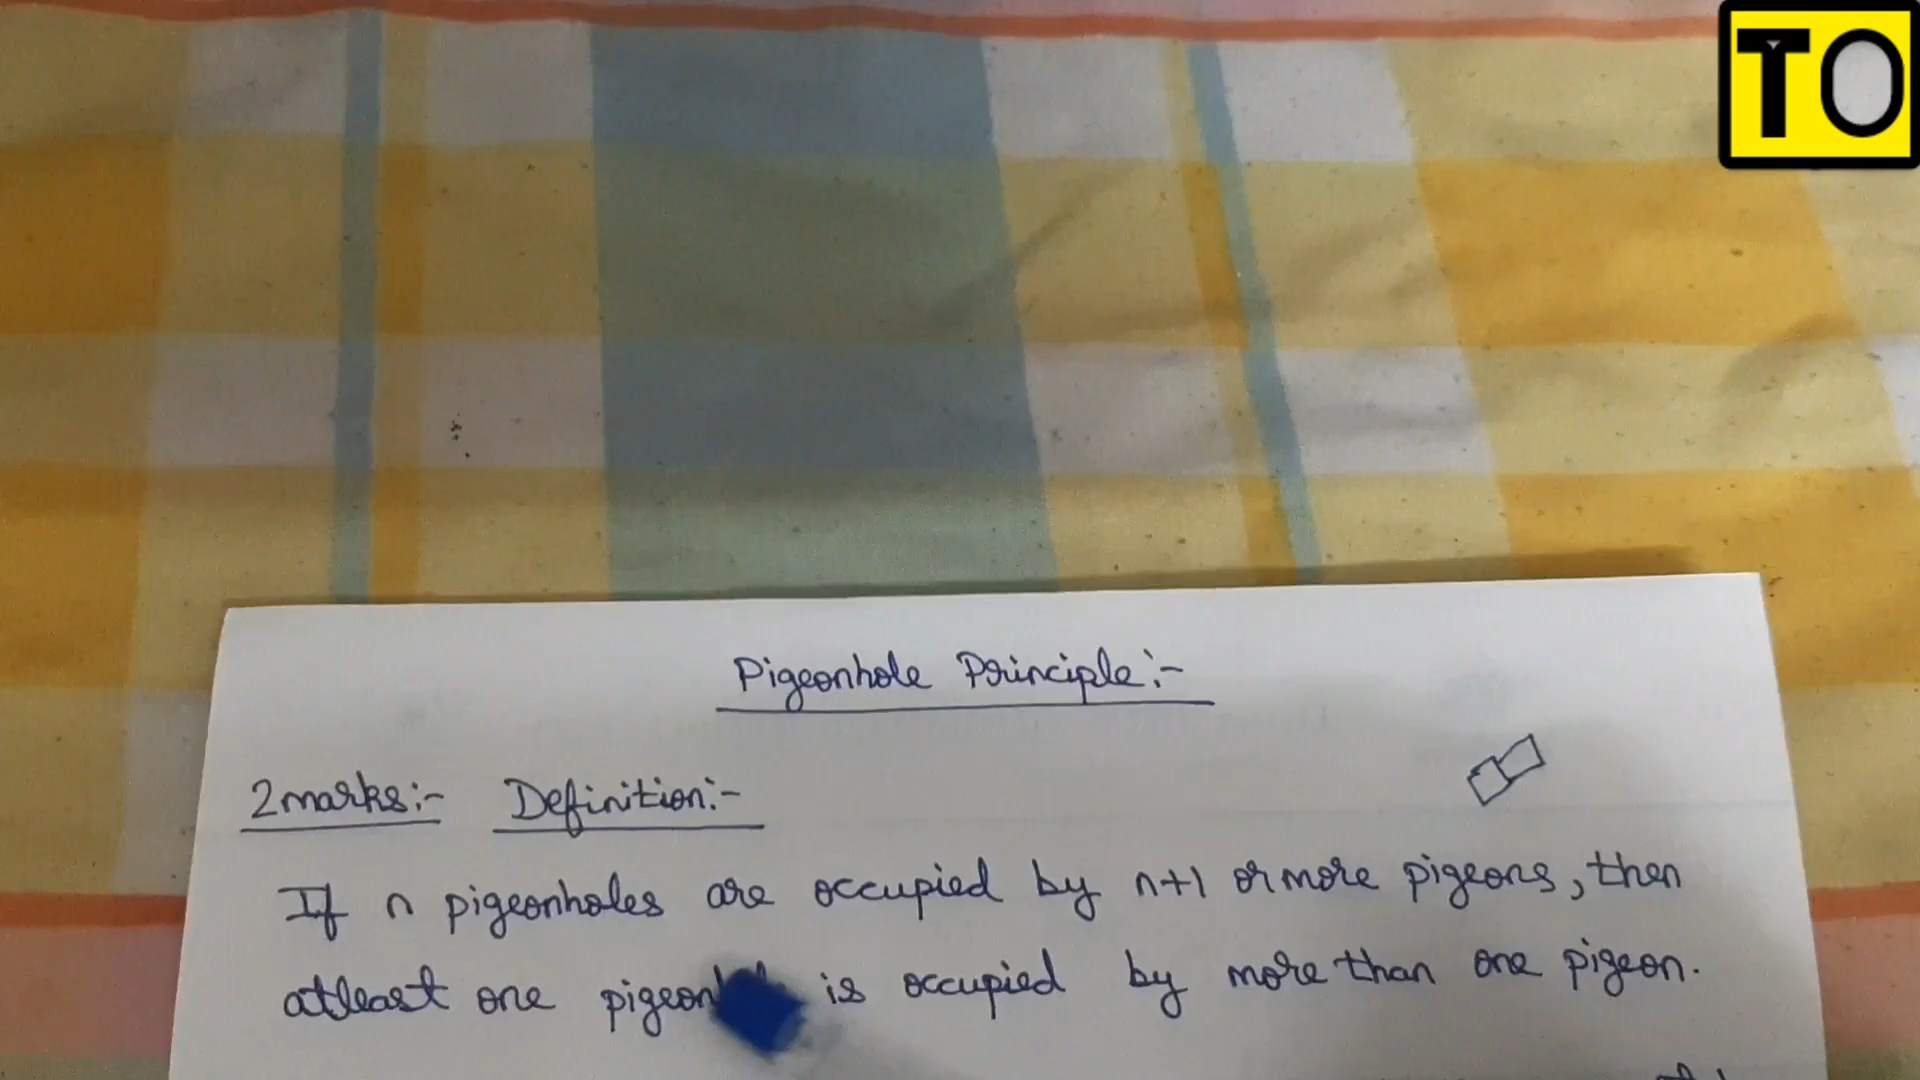 TO
Pigeonhole Principle:-
2marks:- Definition:-
If n pigeonholes are occupied by n+1 or more pigeons, then
atleast one is occupied by more than one pigeon.